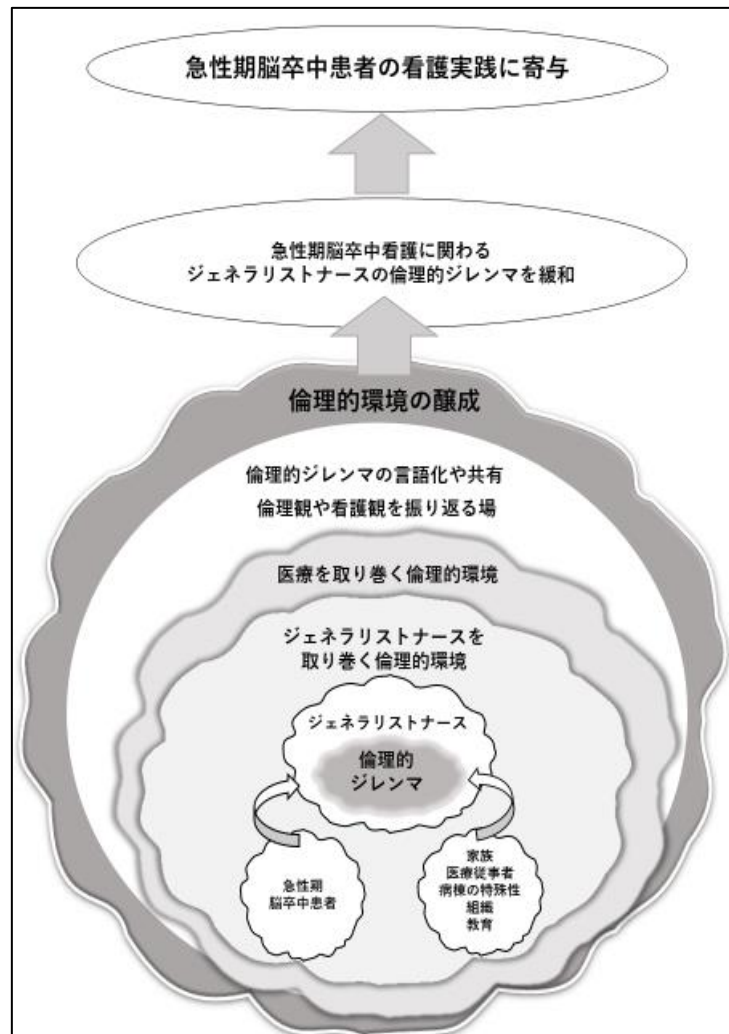 急性期脳卒中患者の看護実践に寄与
急性期脳卒中看護に関わる
ジェネラリストナースの倫理的ジレンマを緩和
倫理的環境の醸成
倫理的ジレンマの言語化や共有
倫理観や看護観を振り返る場
医療を取り巻く倫理的環境
ジェネラリストナースを
取り巻く倫理的環境
ジェネラリストナース
倫理的
ジレンマ
急性期
脳卒中患者
家族
医療従事者
病棟の特殊性
組織
教育